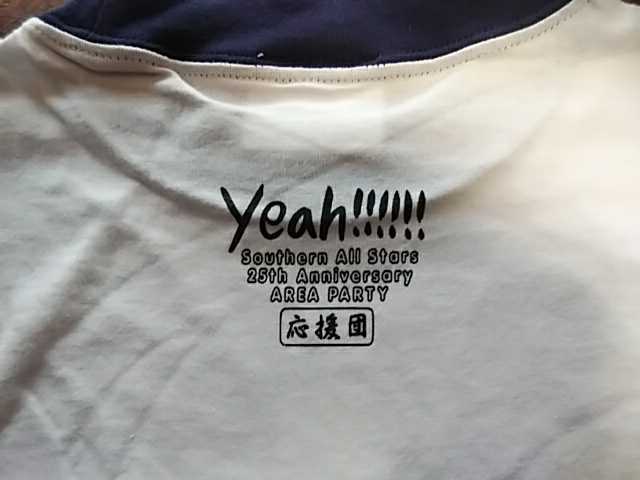 Yeah!!!!!!
Southern All Stars
25th Anniversary
AREA PARTY
応援団